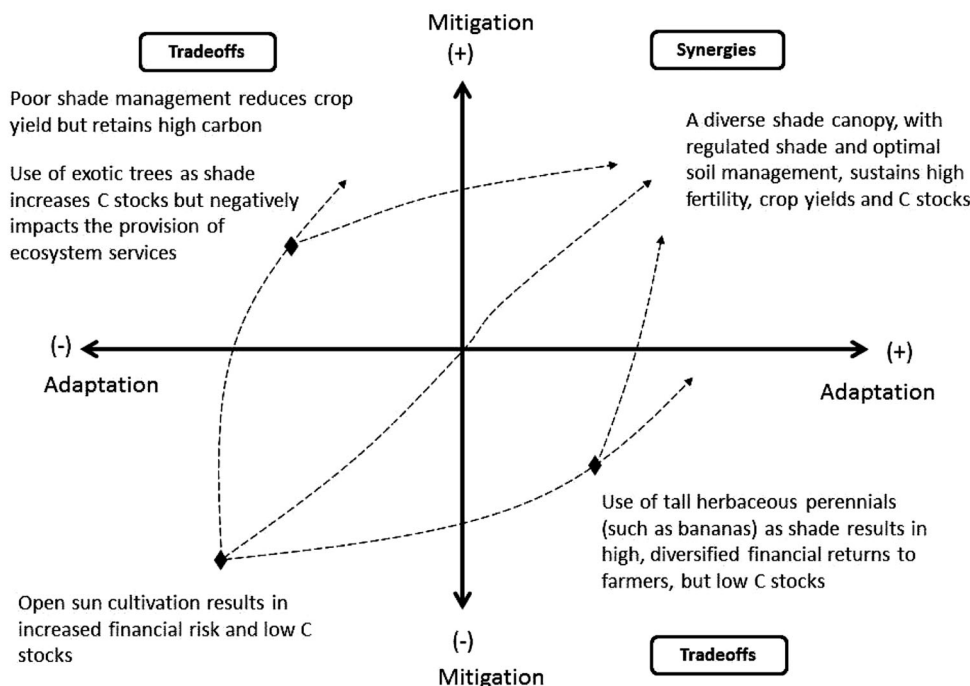 Mitigation
(+)
Tradeoffs
Synergies
Poor shade management reduces crop
yield but retains high carbon
Use of exotic trees as shade
increases C stocks but negatively
impacts the provision of
ecosystem services
A diverse shade canopy, with
regulated shade and optimal
soil management, sustains high
fertility, crop yields and C stocks
(-)
Adaptation
(+)
Adaptation
Use of tall herbaceous perennials
(such as bananas) as shade results in
high, diversified financial returns to
farmers, but low C stocks
Open sun cultivation results in
increased financial risk and low C
stocks
(-)
Mitigation
Tradeoffs